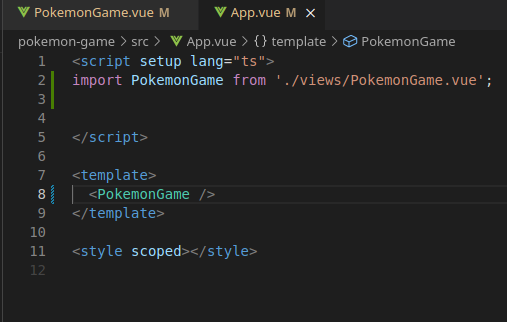 PokemonGame.vue M App.vue M ×
pokemon-game > src > App.vue > {} template > PokemonGame
1 <script setup lang="ts">
2 import PokemonGame from './views/PokemonGame.vue';
3
4
5 </script>
6
7 <template>
8 <PokemonGame />
9 </template>
10
11 <style scoped></style>
12